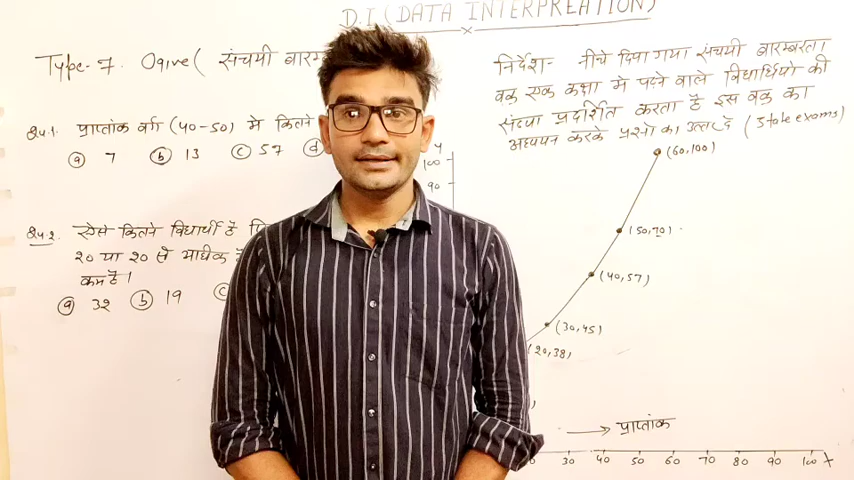 D.I (DATA INTERPREATION)
Type-7. Ogive ( संचयी बारम्
निर्देश- नीचे दिया गया संचयी बारम्बरता
वक्र एक कक्षा मे पढ़ने वाले विद्यार्थियो की
संख्या प्रदर्शित करता है इस वक्र का
अध्ययन करके प्रश्नो का उत्तर दे (State exams)
Qu.1. प्राप्तांक वर्ग (40-50) मे कितने
(a) 7 (b) 13 (c) 57 (d)
Qu.2. ऐसे कितने विद्यार्थी है
20 या 20 से अधिक
कम है।
(a) 32 (b) 19 (c)
y
100
90
(60,100)
(50,70)
(40,57)
(30,45)
(20,38)
प्राप्तांक
30 40 50 60 70 80 90 100 x